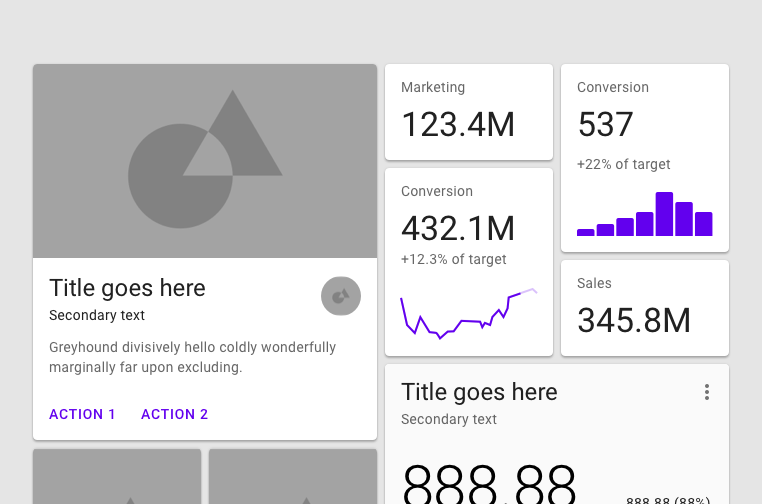 Title goes here
Secondary text
Greyhound divisively hello coldly wonderfully
marginally far upon excluding.
ACTION 1 ACTION 2
Marketing
123.4M
Conversion
432.1M
+12.3% of target
Conversion
537
+22% of target
Sales
345.8M
Title goes here
Secondary text
888.88
888.88 (88%)